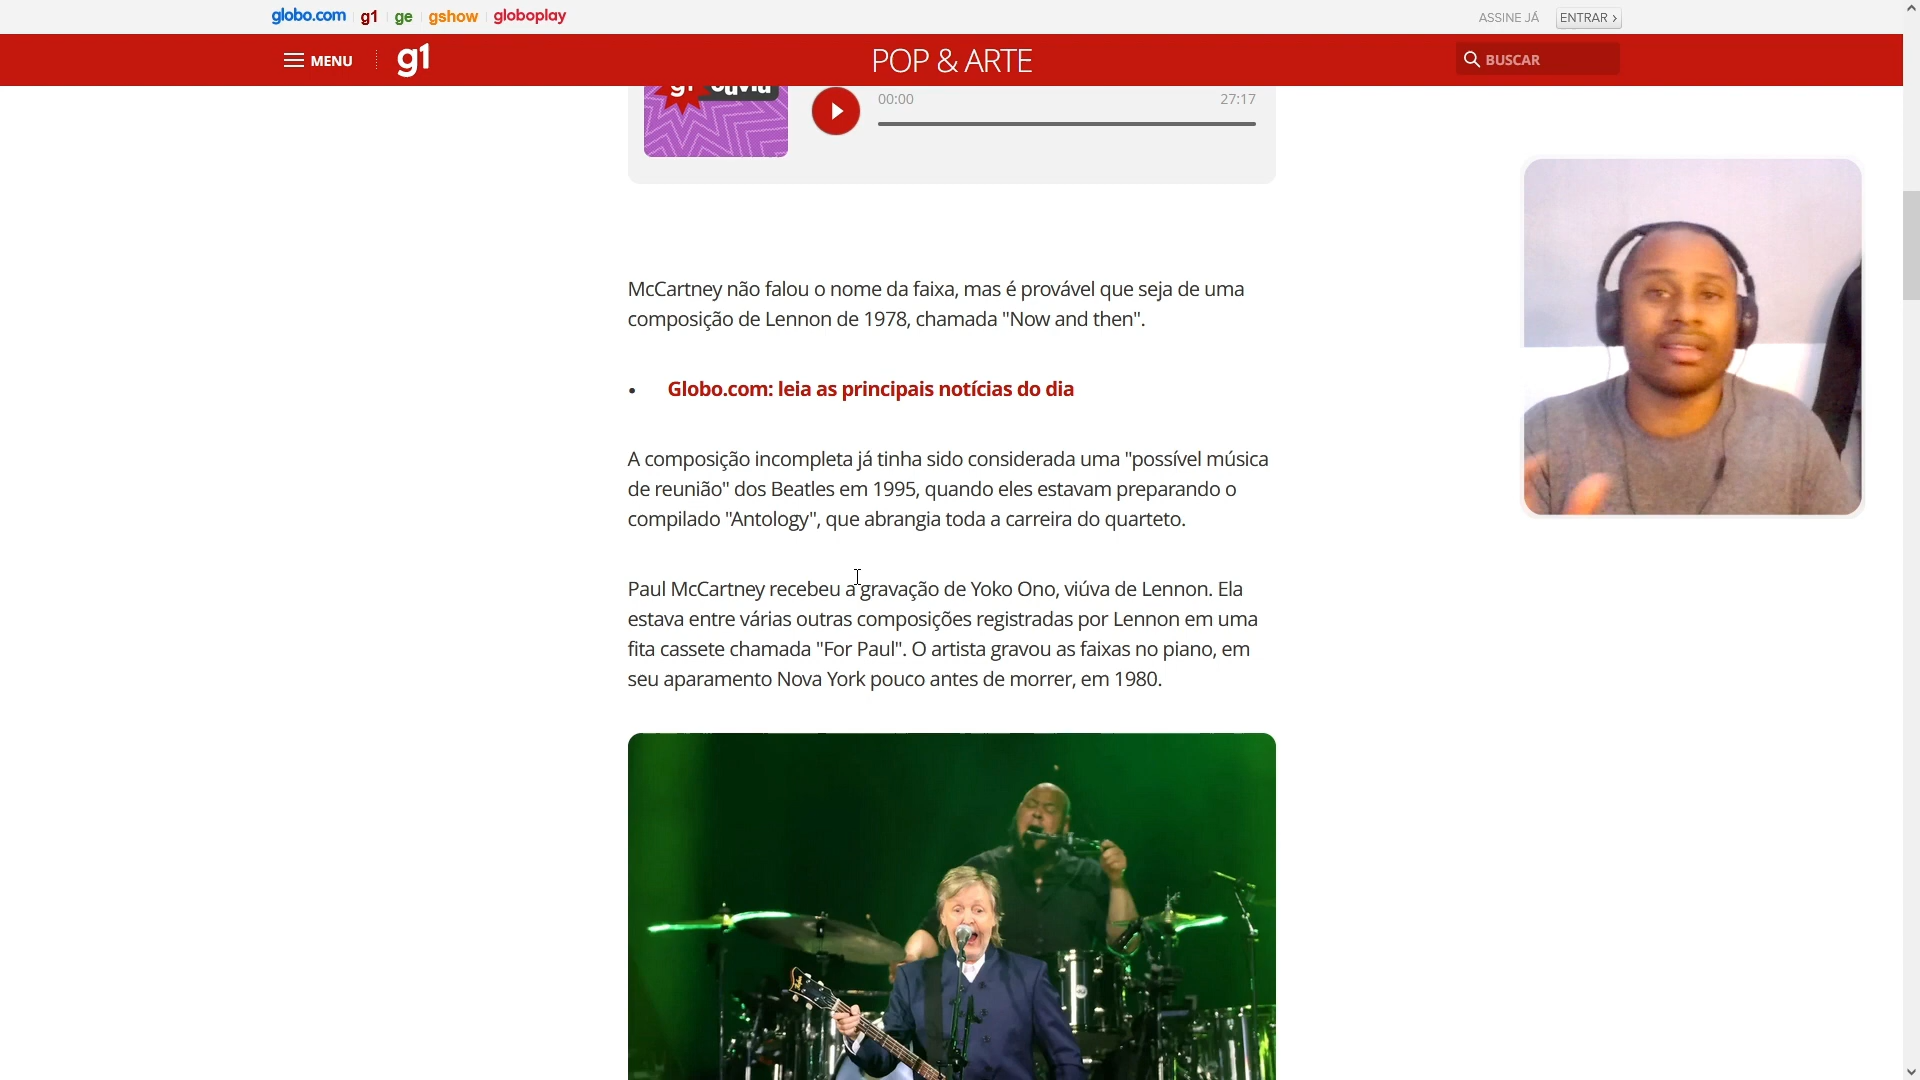 globo.com g1 ge gshow globoplay ASSINE JÁ ENTRAR ›
MENU g1 POP & ARTE BUSCAR
g1 ouviu 00:00 27:17
McCartney não falou o nome da faixa, mas é provável que seja de uma
composição de Lennon de 1978, chamada "Now and then".
• Globo.com: leia as principais notícias do dia
A composição incompleta já tinha sido considerada uma "possível música
de reunião" dos Beatles em 1995, quando eles estavam preparando o
compilado "Antology", que abrangia toda a carreira do quarteto.
Paul McCartney recebeu a gravação de Yoko Ono, viúva de Lennon. Ela
estava entre várias outras composições registradas por Lennon em uma
fita cassete chamada "For Paul". O artista gravou as faixas no piano, em
seu aparamento Nova York pouco antes de morrer, em 1980.